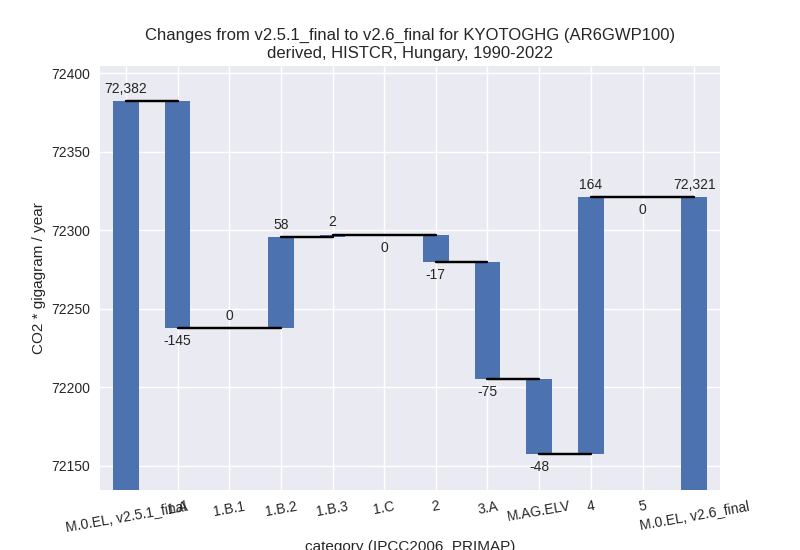 Changes from v2.5.1_final to v2.6_final for KYOTOGHG (AR6GWP100)
derived, HISTCR, Hungary, 1990-2022
CO2 * gigagram / year
72400
72350
72300
72250
72200
72150
72,382
-145
0
58
2
0
-17
-75
-48
164
0
72,321
M.0.EL, v2.5.1_final
1.A
1.B.1
1.B.2
1.B.3
1.C
2
3.A
M.AG.ELV
4
5
M.0.EL, v2.6_final
category (IPCC2006_PRIMAP)